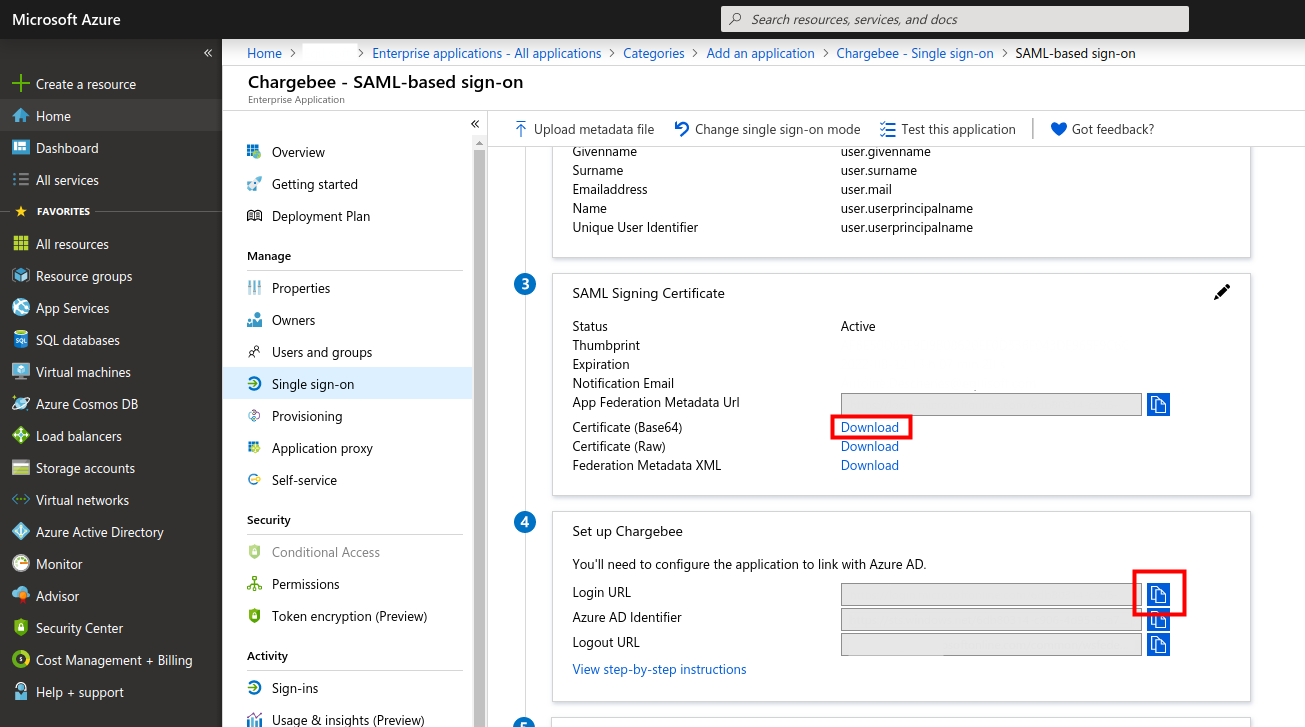 Microsoft Azure
Search resources, services, and docs
«
Create a resource
Home
Dashboard
All services
FAVORITES
All resources
Resource groups
App Services
SQL databases
Virtual machines
Azure Cosmos DB
Load balancers
Storage accounts
Virtual networks
Azure Active Directory
Monitor
Advisor
Security Center
Cost Management + Billing
Help + support
Home > > Enterprise applications - All applications > Categories > Add an application > Chargebee - Single sign-on > SAML-based sign-on
Chargebee - SAML-based sign-on
Enterprise Application
«
Overview
Getting started
Deployment Plan
Manage
Properties
Owners
Users and groups
Single sign-on
Provisioning
Application proxy
Self-service
Security
Conditional Access
Permissions
Token encryption (Preview)
Activity
Sign-ins
Usage & insights (Preview)
Upload metadata file Change single sign-on mode Test this application Got feedback?
Givenname user.givenname
Surname user.surname
Emailaddress user.mail
Name user.userprincipalname
Unique User Identifier user.userprincipalname
3
SAML Signing Certificate
Status Active
Thumbprint
Expiration
Notification Email
App Federation Metadata Url
Certificate (Base64) Download
Certificate (Raw) Download
Federation Metadata XML Download
4
Set up Chargebee
You'll need to configure the application to link with Azure AD.
Login URL
Azure AD Identifier
Logout URL
View step-by-step instructions
5